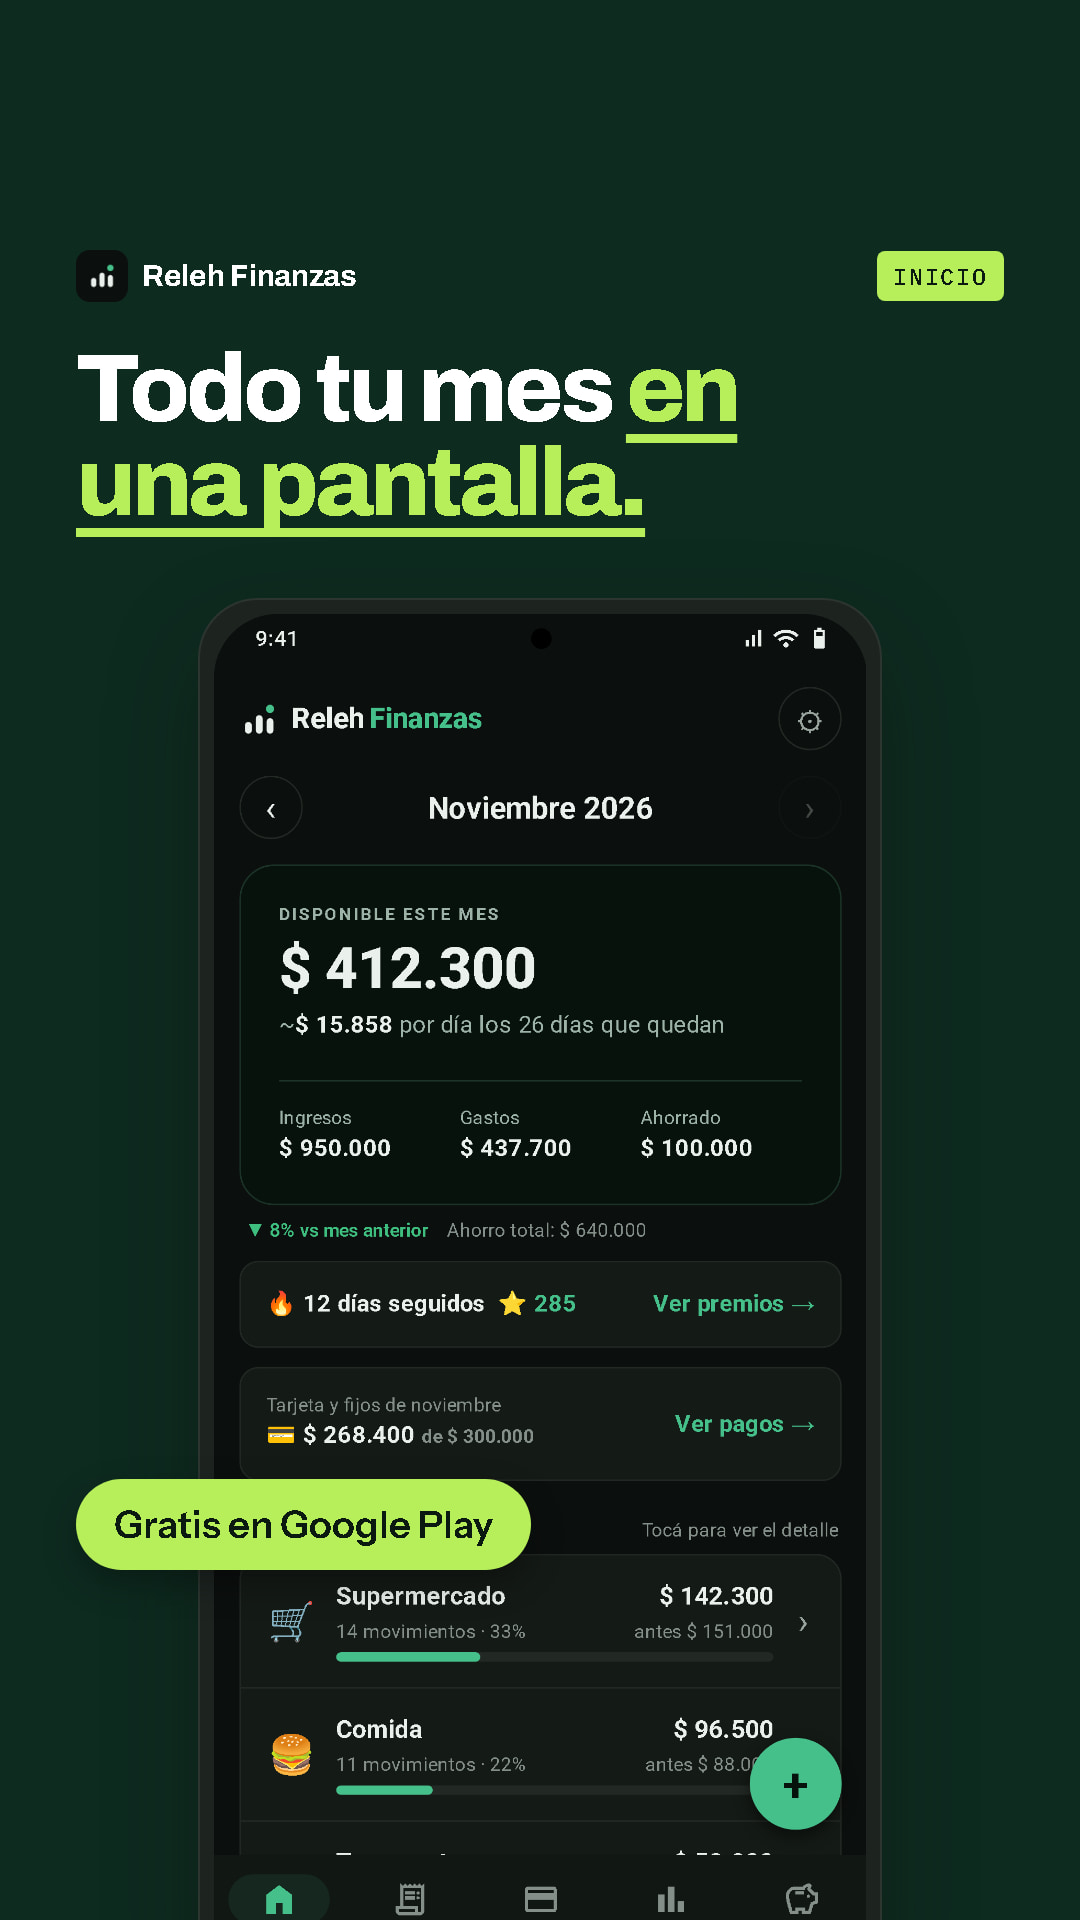 Releh Finanzas
INICIO
Todo tu mes en
una pantalla.
9:41
Releh Finanzas
Noviembre 2026
DISPONIBLE ESTE MES
$ 412.300
~$ 15.858 por día los 26 días que quedan
Ingresos Gastos Ahorrado
$ 950.000 $ 437.700 $ 100.000
▼ 8% vs mes anterior Ahorro total: $ 640.000
🔥 12 días seguidos ⭐ 285 Ver premios →
Tarjeta y fijos de noviembre
💳 $ 268.400 de $ 300.000 Ver pagos →
Gratis en Google Play
Tocá para ver el detalle
Supermercado $ 142.300
14 movimientos · 33% antes $ 151.000
Comida $ 96.500
11 movimientos · 22% antes $ 88.0
+